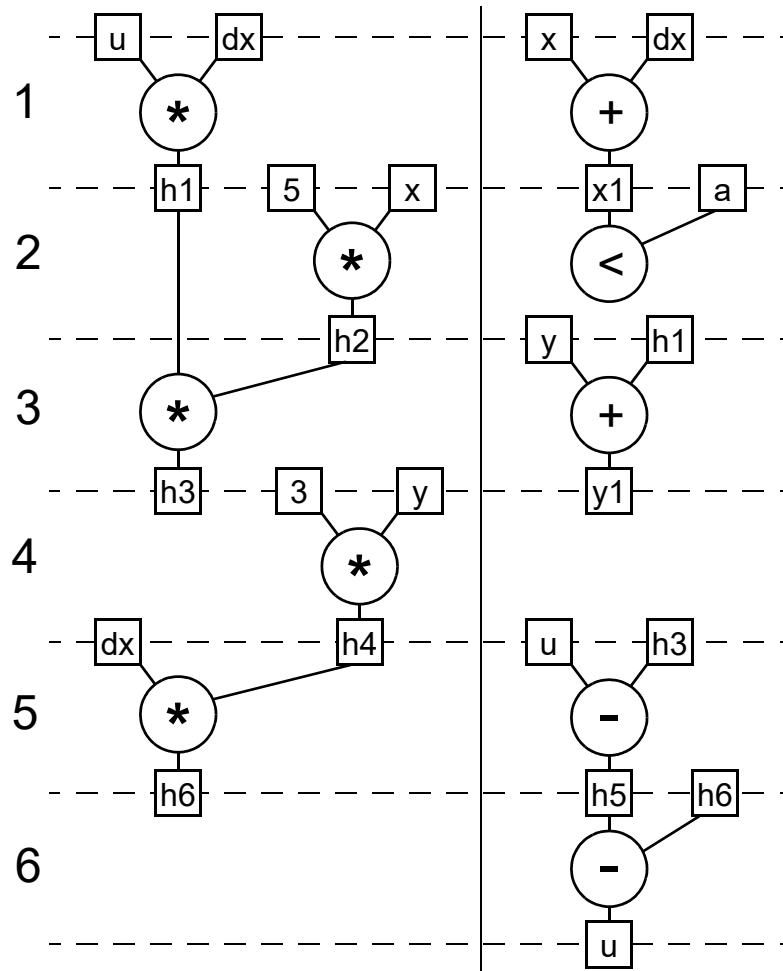 u dx x dx
1 * +
h1 5 x x1 a
2 * <
h2 y h1
3 * +
h3 3 y y1
4 *
dx h4 u h3
5 * -
h6 h5 h6
6 -
u